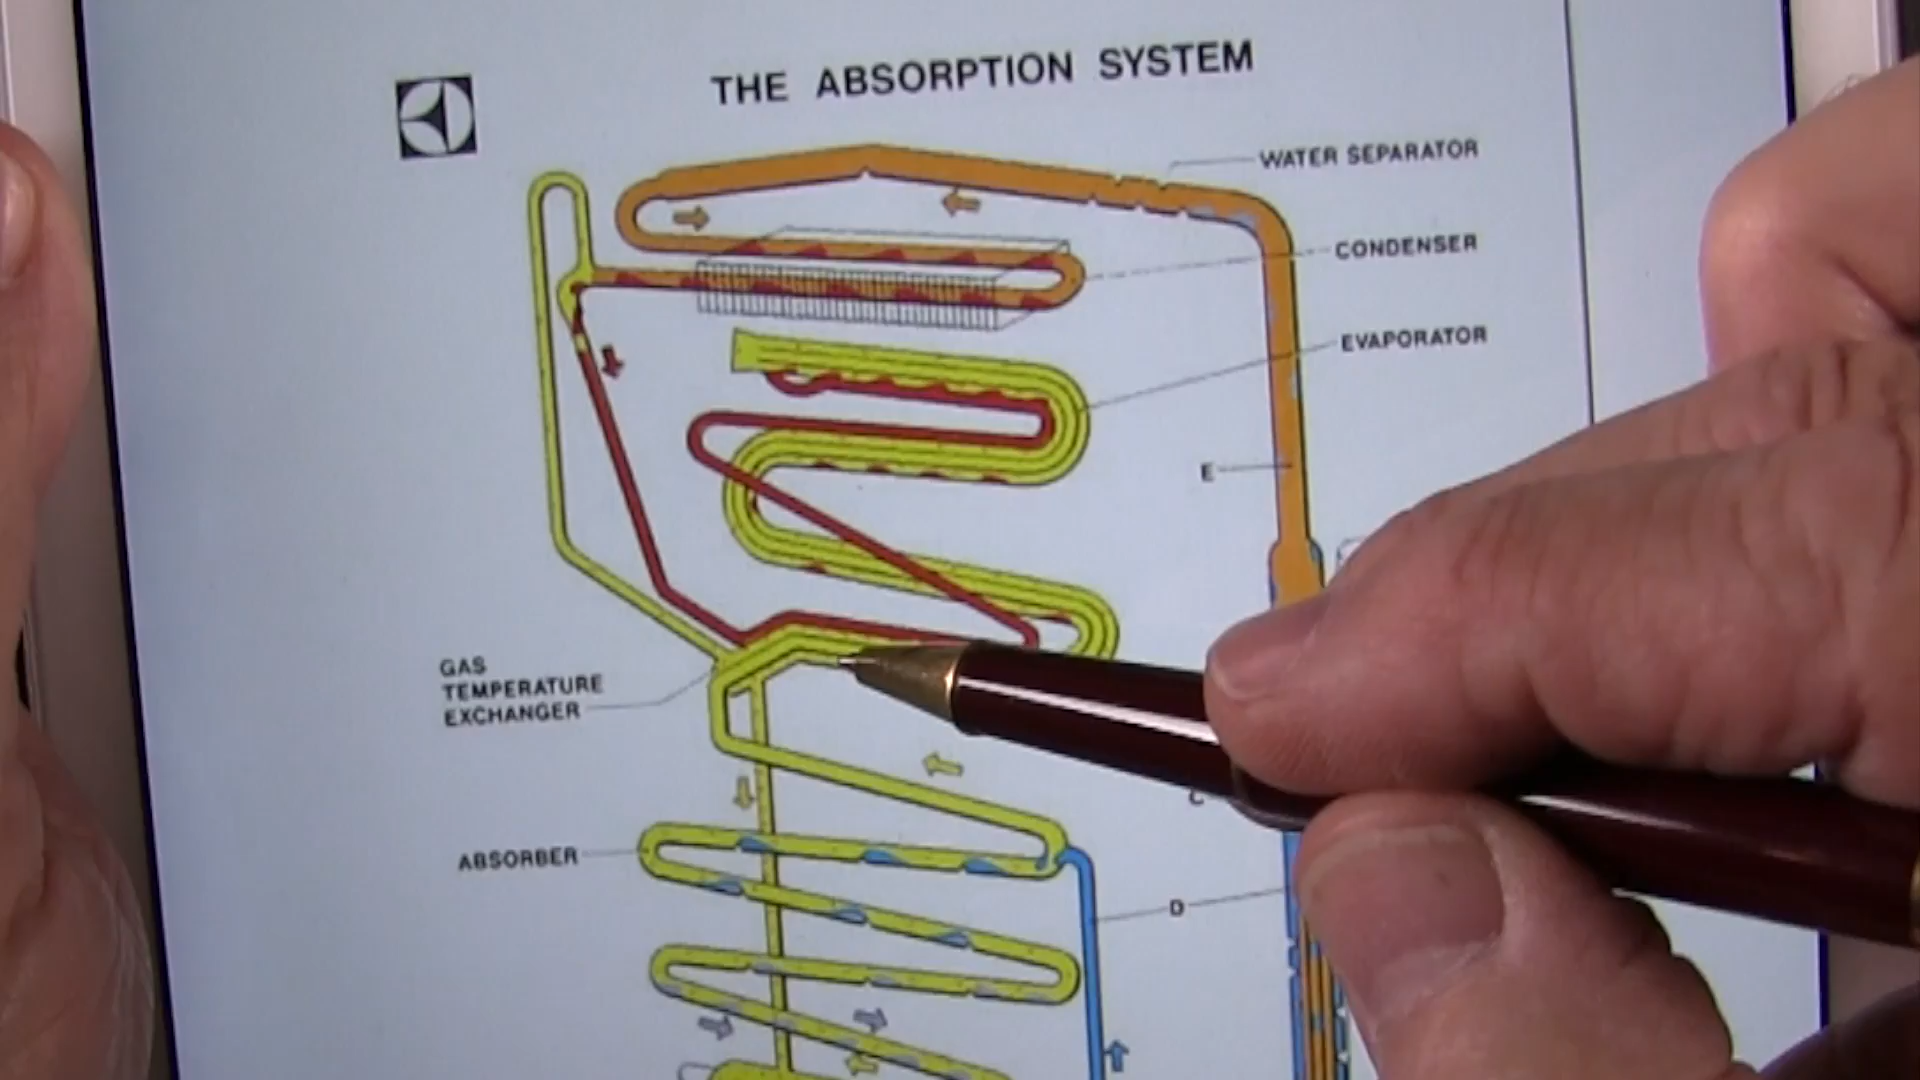 THE ABSORPTION SYSTEM
WATER SEPARATOR
CONDENSER
EVAPORATOR
E
GAS
TEMPERATURE
EXCHANGER
C
ABSORBER
D